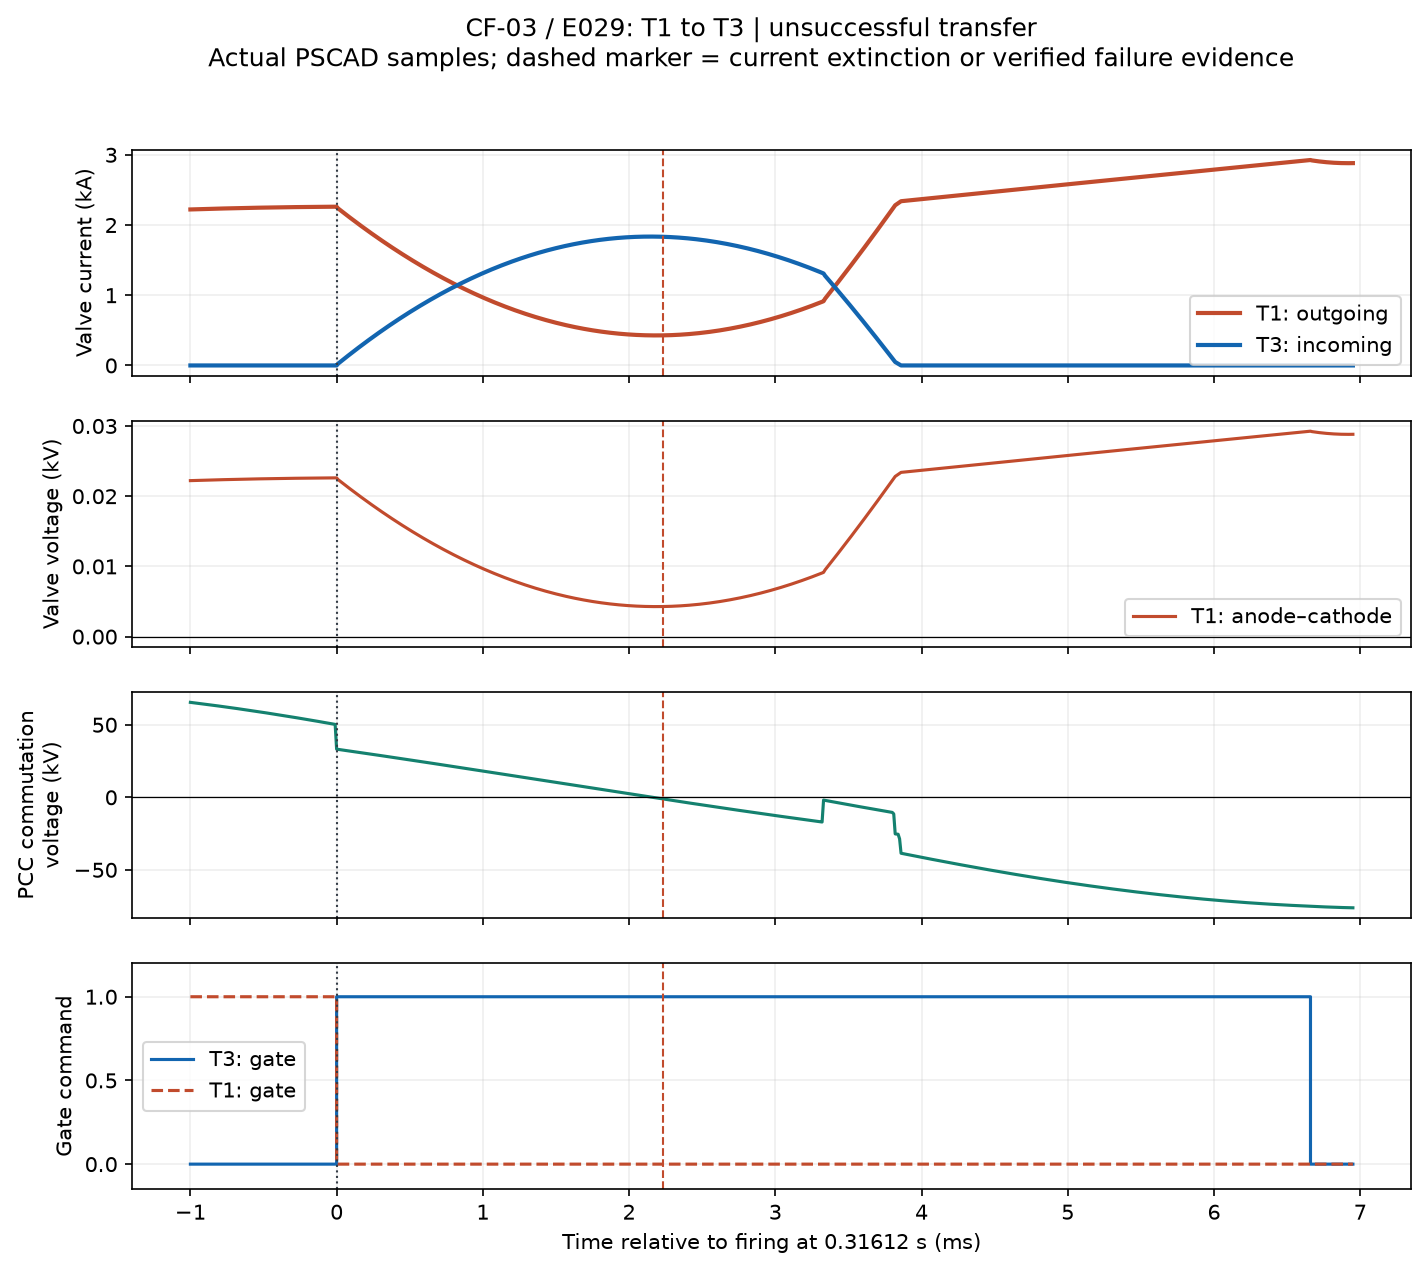 CF-03 / E029: T1 to T3 | unsuccessful transfer
Actual PSCAD samples; dashed marker = current extinction or verified failure evidence
Valve current (kA)
3
2
1
0
T1: outgoing
T3: incoming
Valve voltage (kV)
0.03
0.02
0.01
0.00
T1: anode–cathode
PCC commutation
voltage (kV)
50
0
−50
Gate command
1.0
0.5
0.0
T3: gate
T1: gate
−1
0
1
2
3
4
5
6
7
Time relative to firing at 0.31612 s (ms)